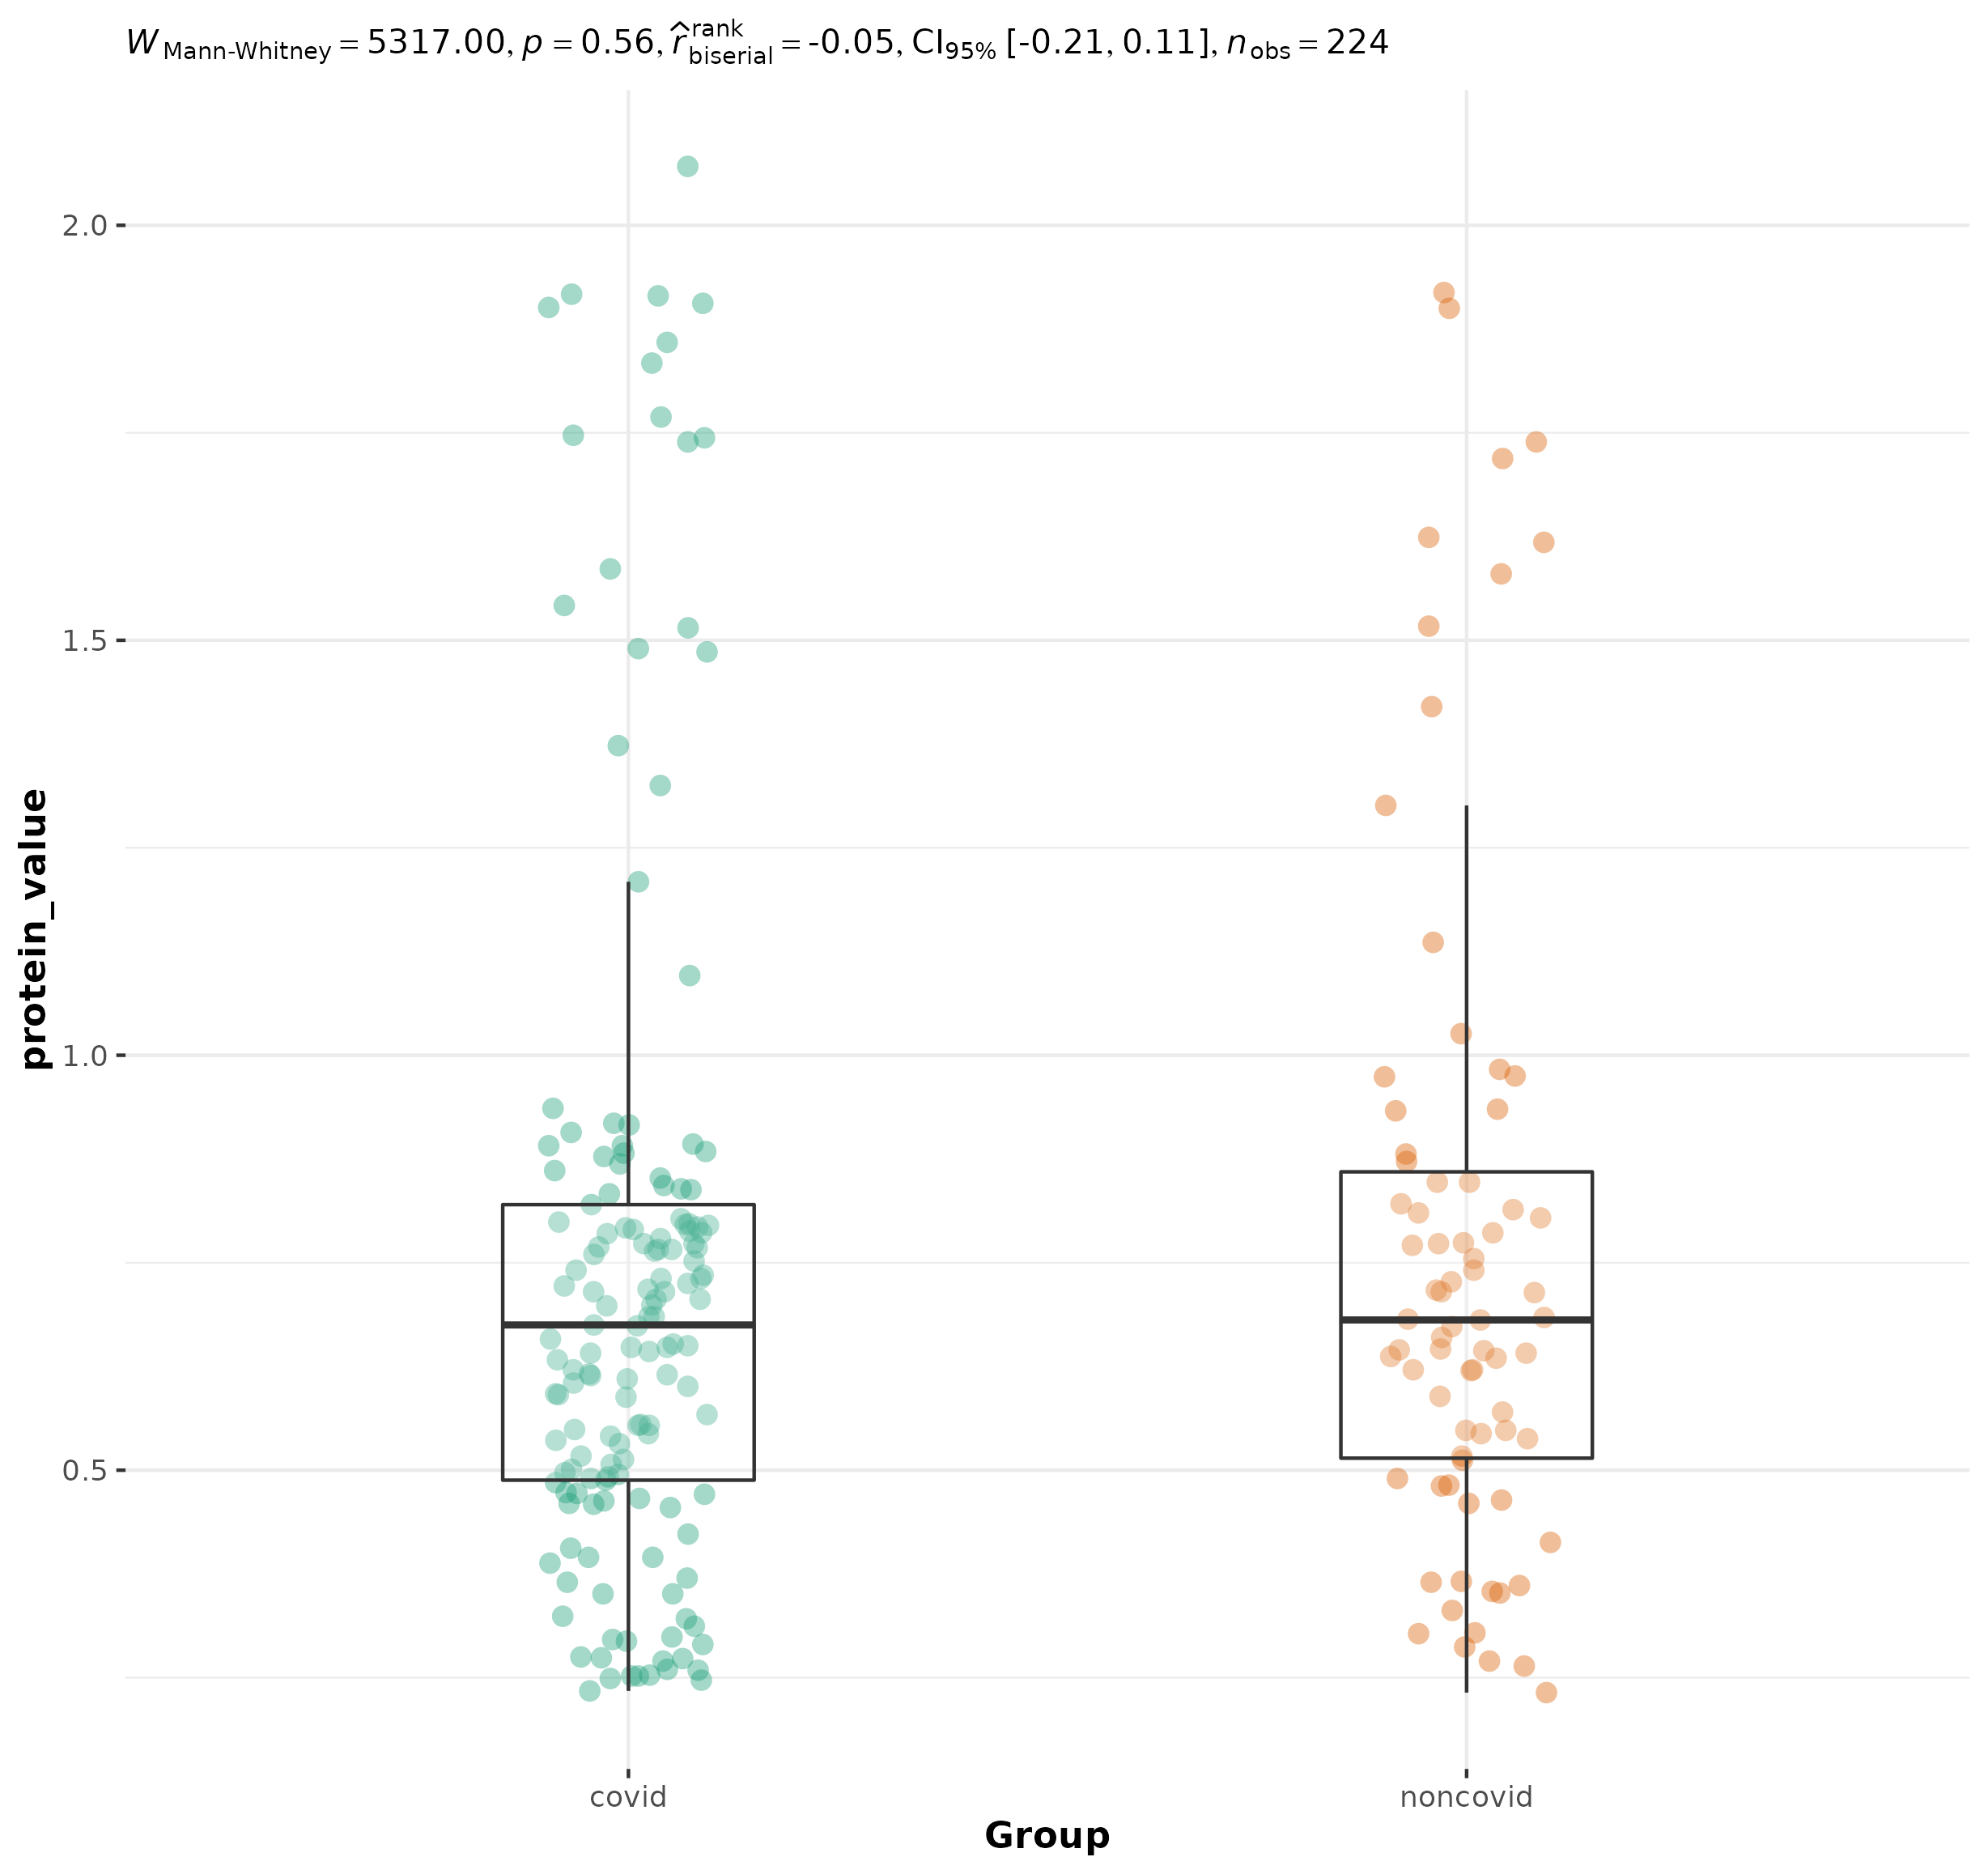 W Mann-Whitney = 5317.00, p = 0.56, r̂ rank biserial = -0.05, CI95% [-0.21, 0.11], nobs = 224
protein_value
2.0
1.5
1.0
0.5
covid noncovid
Group